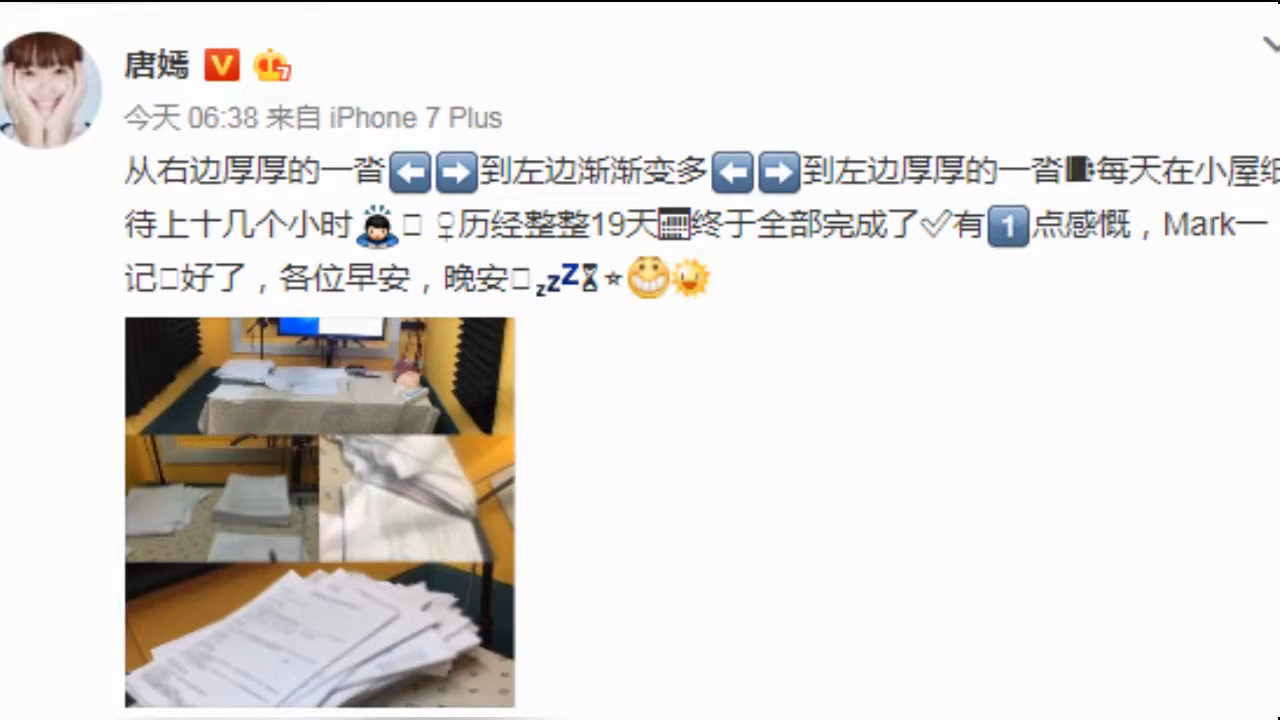 唐嫣
今天 06:38 来自 iPhone 7 Plus
从右边厚厚的一沓⬅️➡️到左边渐渐变多⬅️➡️到左边厚厚的一沓📑每天在小屋
待上十几个小时🙇□ ♀历经整整19天📅终于全部完成了✓有1️⃣点感慨，Mark一
记□好了，各位早安，晚安□💤⌛⭐😁🌞